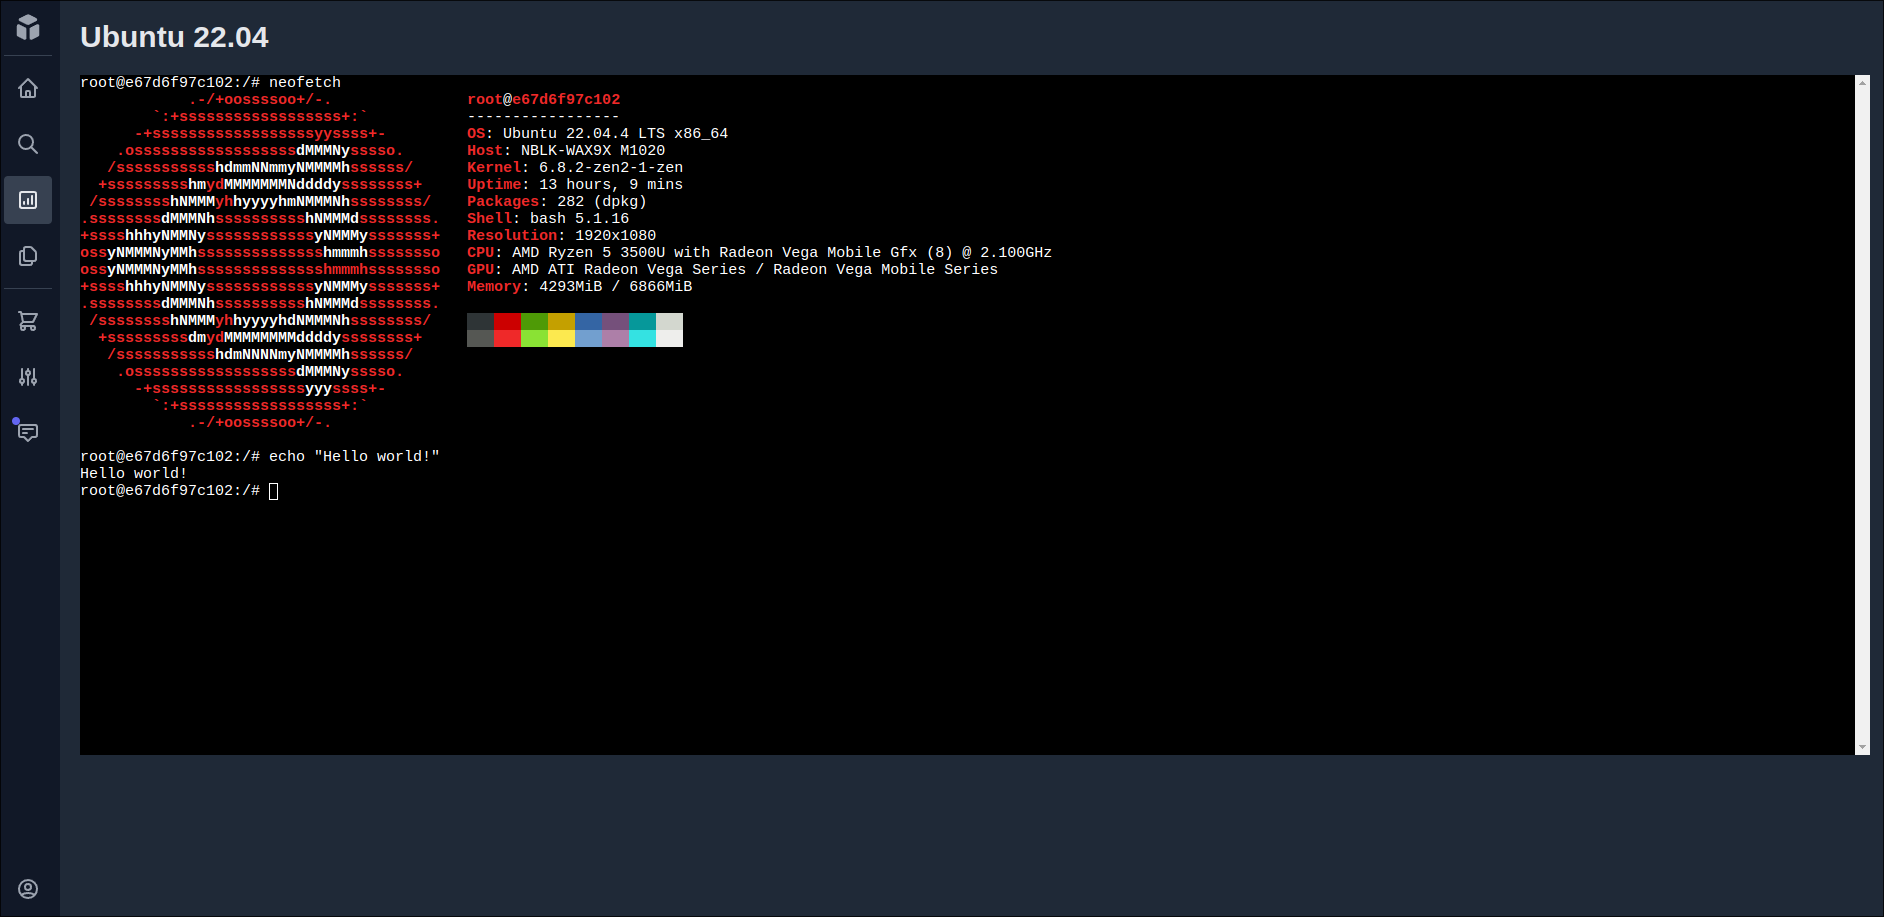 Ubuntu 22.04
root@e67d6f97c102:/# neofetch
.-/+oossssoo+/-. root@e67d6f97c102
`:+ssssssssssssssssss+:` -----------------
-+ssssssssssssssssssyyssss+- OS: Ubuntu 22.04.4 LTS x86_64
.ossssssssssssssssssdMMMNysssso. Host: NBLK-WAX9X M1020
/ssssssssssshdmmNNmmyNMMMMhssssss/ Kernel: 6.8.2-zen2-1-zen
+ssssssssshmydMMMMMMMNddddyssssssss+ Uptime: 13 hours, 9 mins
/sssssssshNMMMyhhyyyyhmNMMMNhssssssss/ Packages: 282 (dpkg)
.ssssssssdMMMNhsssssssssshNMMMdssssssss. Shell: bash 5.1.16
+sssshhhyNMMNyssssssssssssyNMMMysssssss+ Resolution: 1920x1080
ossyNMMMNyMMhsssssssssssssshmmmhssssssso CPU: AMD Ryzen 5 3500U with Radeon Vega Mobile Gfx (8) @ 2.100GHz
ossyNMMMNyMMhsssssssssssssshmmmhssssssso GPU: AMD ATI Radeon Vega Series / Radeon Vega Mobile Series
+sssshhhyNMMNyssssssssssssyNMMMysssssss+ Memory: 4293MiB / 6866MiB
.ssssssssdMMMNhsssssssssshNMMMdssssssss.
/sssssssshNMMMyhhyyyyhdNMMMNhssssssss/
+sssssssssdmydMMMMMMMMddddyssssssss+
/ssssssssssshdmNNNNmyNMMMMhssssss/
.ossssssssssssssssssdMMMNysssso.
-+sssssssssssssssssyyyssss+-
`:+ssssssssssssssssss+:`
.-/+oossssoo+/-.
root@e67d6f97c102:/# echo "Hello world!"
Hello world!
root@e67d6f97c102:/#